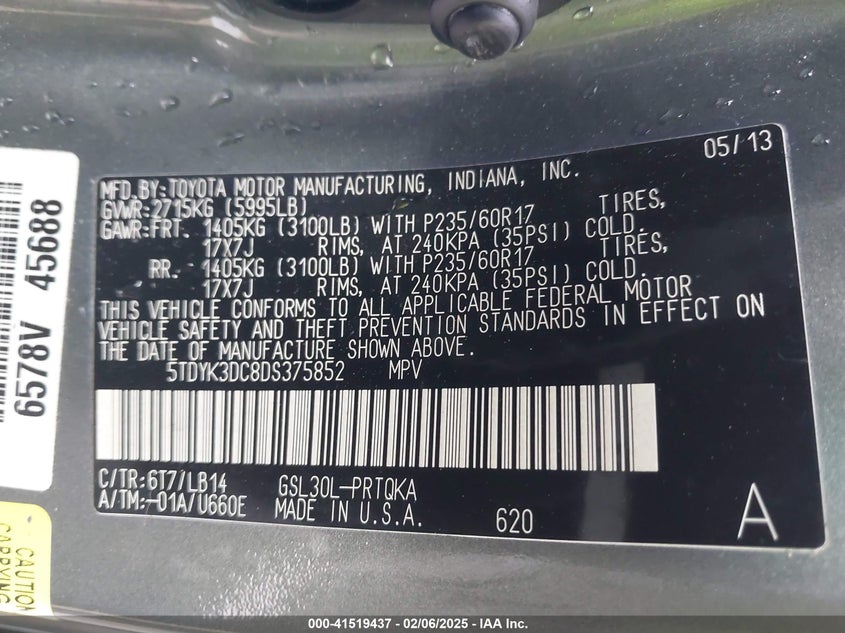 05/13
MFD.BY:TOYOTA MOTOR MANUFACTURING, INDIANA, INC.
GVWR:2715KG (5995LB)
GAWR:FRT. 1405KG (3100LB) WITH P235/60R17 TIRES,
17X7J RIMS, AT 240KPA (35PSI) COLD.
RR. 1405KG (3100LB) WITH P235/60R17 TIRES,
17X7J RIMS, AT 240KPA (35PSI) COLD.
THIS VEHICLE CONFORMS TO ALL APPLICABLE FEDERAL MOTOR
VEHICLE SAFETY AND THEFT PREVENTION STANDARDS IN EFFECT ON
THE DATE OF MANUFACTURE SHOWN ABOVE.
5TDYK3DC8DS375852 MPV
C/TR:6T7/LB14 GSL30L-PRTQKA
A/TM:-01A/U660E MADE IN U.S.A. 620 A
6578V 45688
CAUTION
CARRYING
000-41519437 - 02/06/2025 - IAA Inc.